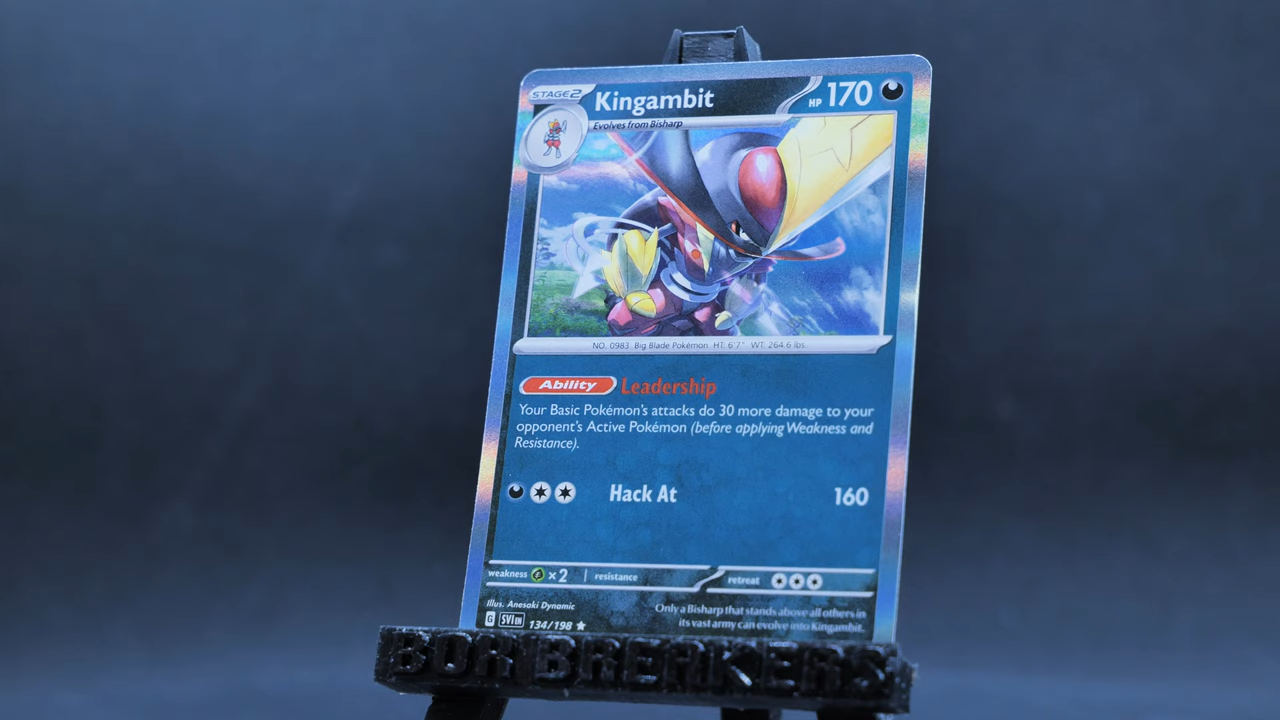 STAGE2
Kingambit
HP 170
Evolves from Bisharp
NO. 0983 Big Blade Pokémon HT: 6'7" WT: 264.6 lbs.
Ability Leadership
Your Basic Pokémon's attacks do 30 more damage to your
opponent's Active Pokémon (before applying Weakness and
Resistance).
Hack At 160
weakness ×2 resistance retreat
Illus. Anesaki Dynamic
G SVI EN 134/198
Only a Bisharp that stands above all others in
its vast army can evolve into Kingambit.
BOX BREAKERS